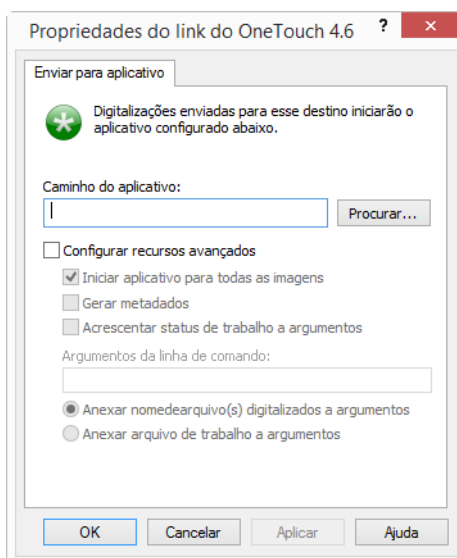 Propriedades do link do OneTouch 4.6 ?
Enviar para aplicativo
Digitalizações enviadas para esse destino iniciarão o
aplicativo configurado abaixo.
Caminho do aplicativo:
Procurar...
Configurar recursos avançados
Iniciar aplicativo para todas as imagens
Gerar metadados
Acrescentar status de trabalho a argumentos
Argumentos da linha de comando:
Anexar nomedearquivo(s) digitalizados a argumentos
Anexar arquivo de trabalho a argumentos
OK Cancelar Aplicar Ajuda